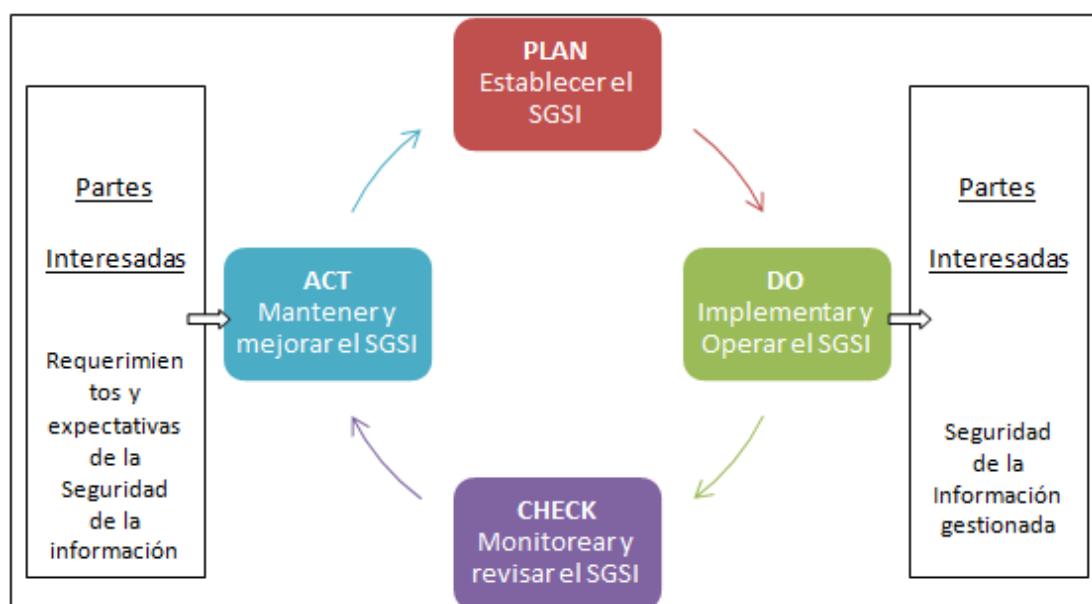 PLAN
Establecer el
SGSI
Partes
Interesadas
Requerimien
tos y
expectativas
de la
Seguridad
de la
información
ACT
Mantener y
mejorar el SGSI
DO
Implementar y
Operar el SGSI
Partes
Interesadas
Seguridad
de la
Información
gestionada
CHECK
Monitorear y
revisar el SGSI